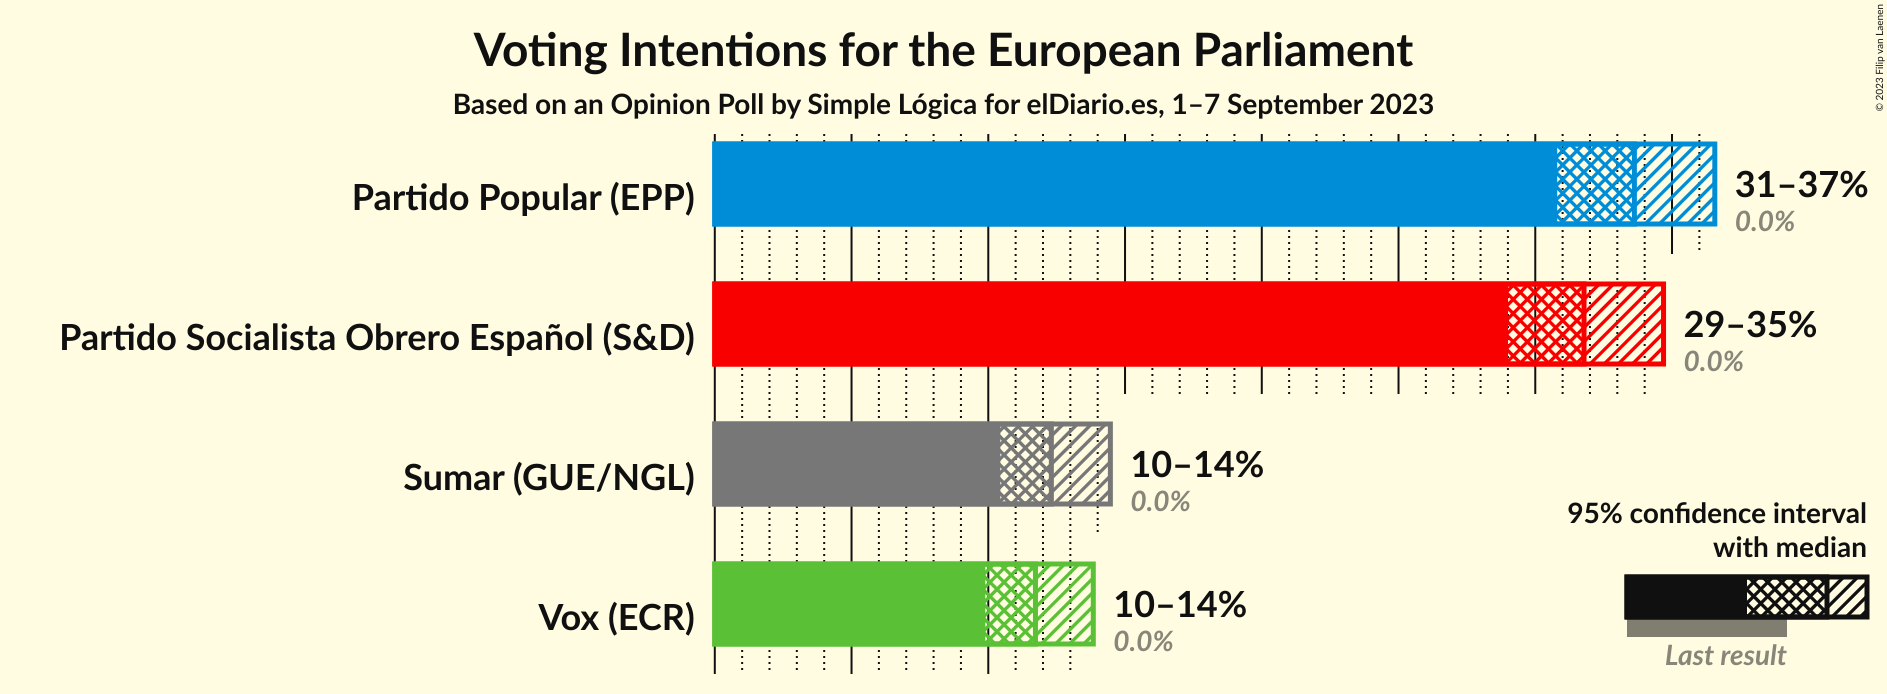 Voting Intentions for the European Parliament
Based on an Opinion Poll by Simple Lógica for elDiario.es, 1–7 September 2023
© 2023 Filip van Laenen
Partido Popular (EPP)
31–37%
0.0%
Partido Socialista Obrero Español (S&D)
29–35%
0.0%
Sumar (GUE/NGL)
10–14%
0.0%
Vox (ECR)
10–14%
0.0%
95% confidence interval
with median
Last result